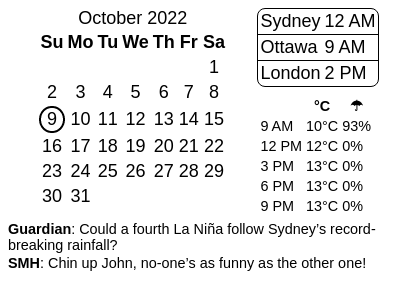 October 2022
Su Mo Tu We Th Fr Sa
1
2 3 4 5 6 7 8
9 10 11 12 13 14 15
16 17 18 19 20 21 22
23 24 25 26 27 28 29
30 31
Sydney 12 AM
Ottawa 9 AM
London 2 PM
°C ☂
9 AM 10°C 93%
12 PM 12°C 0%
3 PM 13°C 0%
6 PM 13°C 0%
9 PM 13°C 0%
Guardian: Could a fourth La Niña follow Sydney’s record-
breaking rainfall?
SMH: Chin up John, no-one’s as funny as the other one!